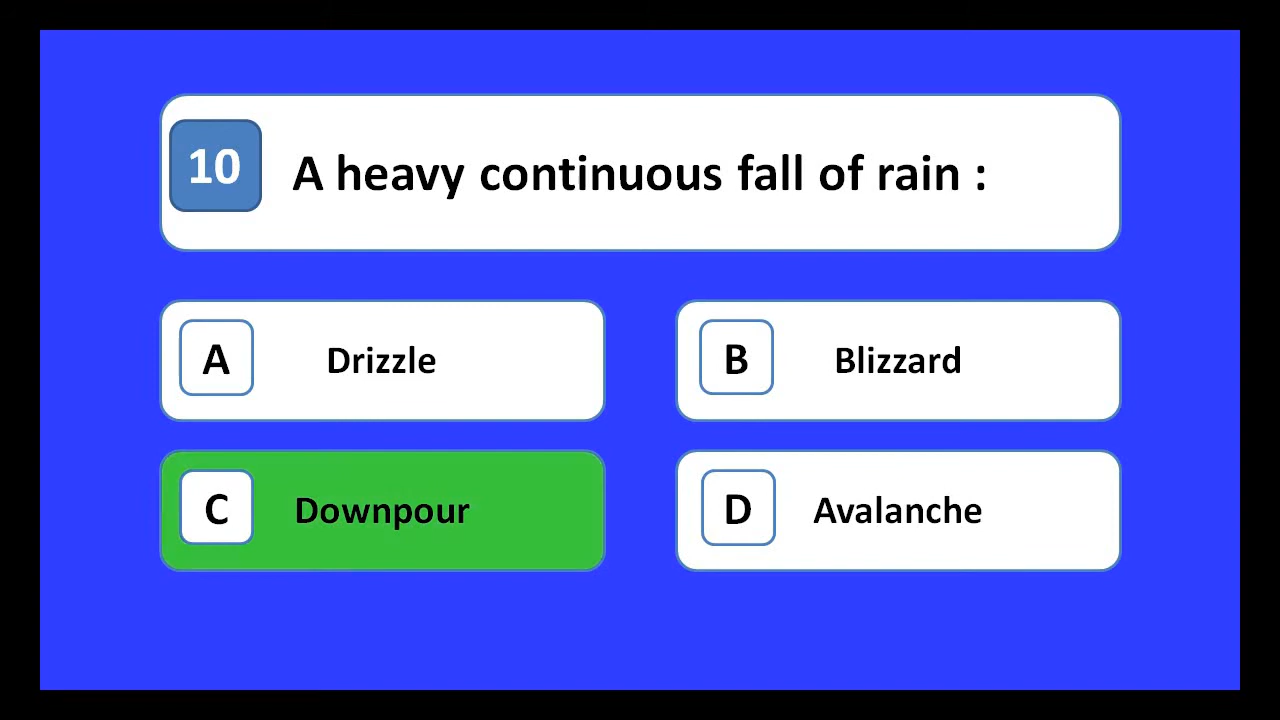 10 A heavy continuous fall of rain :
A Drizzle
B Blizzard
C Downpour
D Avalanche